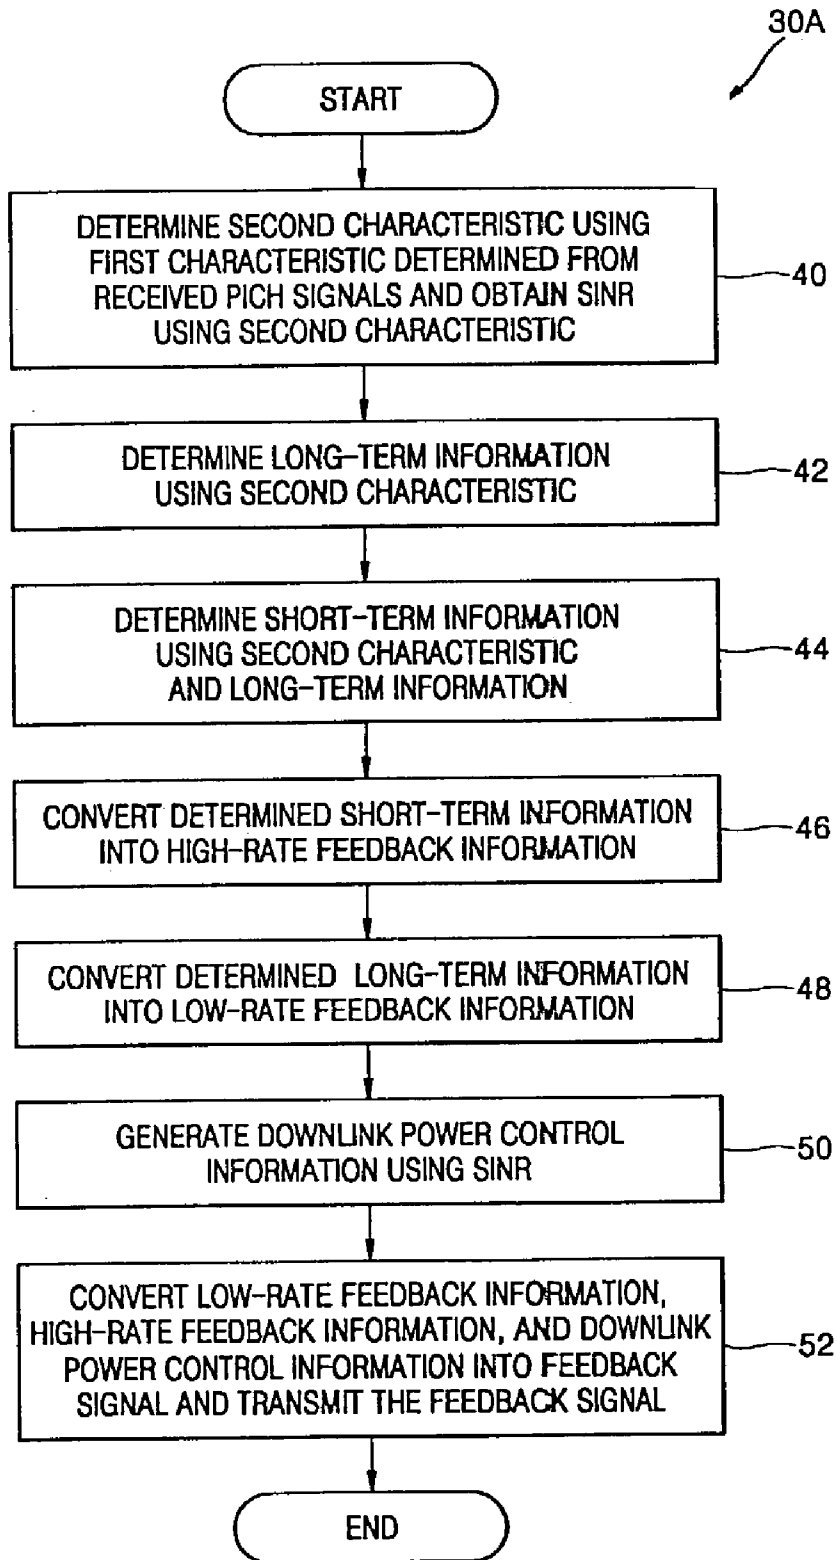 30A
START
DETERMINE SECOND CHARACTERISTIC USING
FIRST CHARACTERISTIC DETERMINED FROM
RECEIVED PICH SIGNALS AND OBTAIN SINR
USING SECOND CHARACTERISTIC
40
DETERMINE LONG-TERM INFORMATION
USING SECOND CHARACTERISTIC
42
DETERMINE SHORT-TERM INFORMATION
USING SECOND CHARACTERISTIC
AND LONG-TERM INFORMATION
44
CONVERT DETERMINED SHORT-TERM INFORMATION
INTO HIGH-RATE FEEDBACK INFORMATION
46
CONVERT DETERMINED LONG-TERM INFORMATION
INTO LOW-RATE FEEDBACK INFORMATION
48
GENERATE DOWNLINK POWER CONTROL
INFORMATION USING SINR
50
CONVERT LOW-RATE FEEDBACK INFORMATION,
HIGH-RATE FEEDBACK INFORMATION, AND DOWNLINK
POWER CONTROL INFORMATION INTO FEEDBACK
SIGNAL AND TRANSMIT THE FEEDBACK SIGNAL
52
END